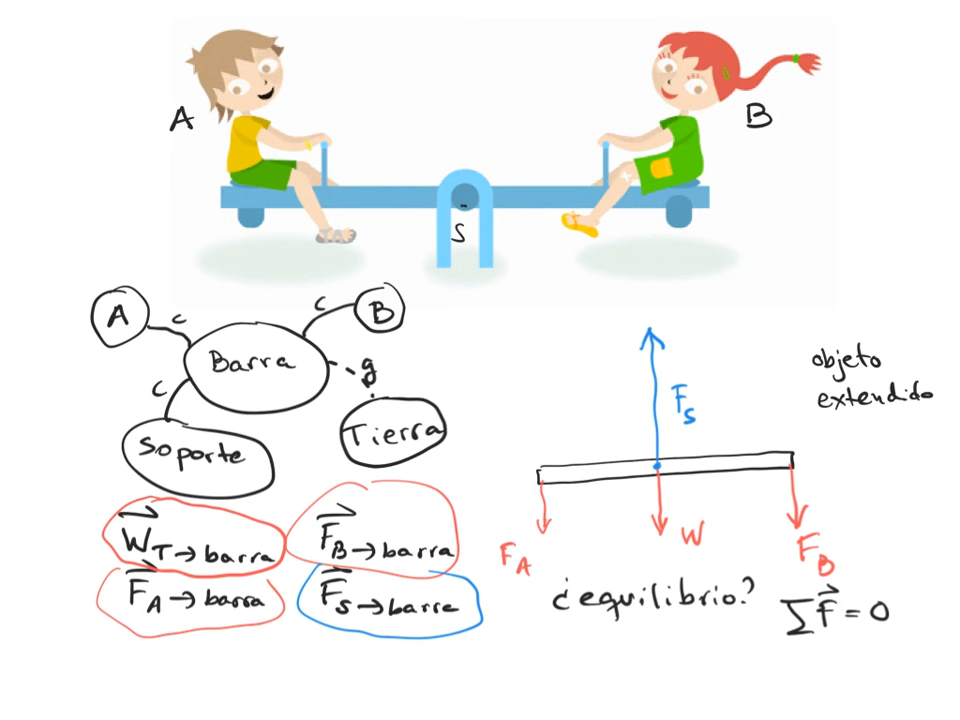 A
B
S
A
c
c
B
Barra
g
c
Tierra
Soporte
W T→barra
F B→barra
F A→barra
F S→barra
objeto
extendido
F S
F A
W
F B
¿equilibrio?
∑ f = 0